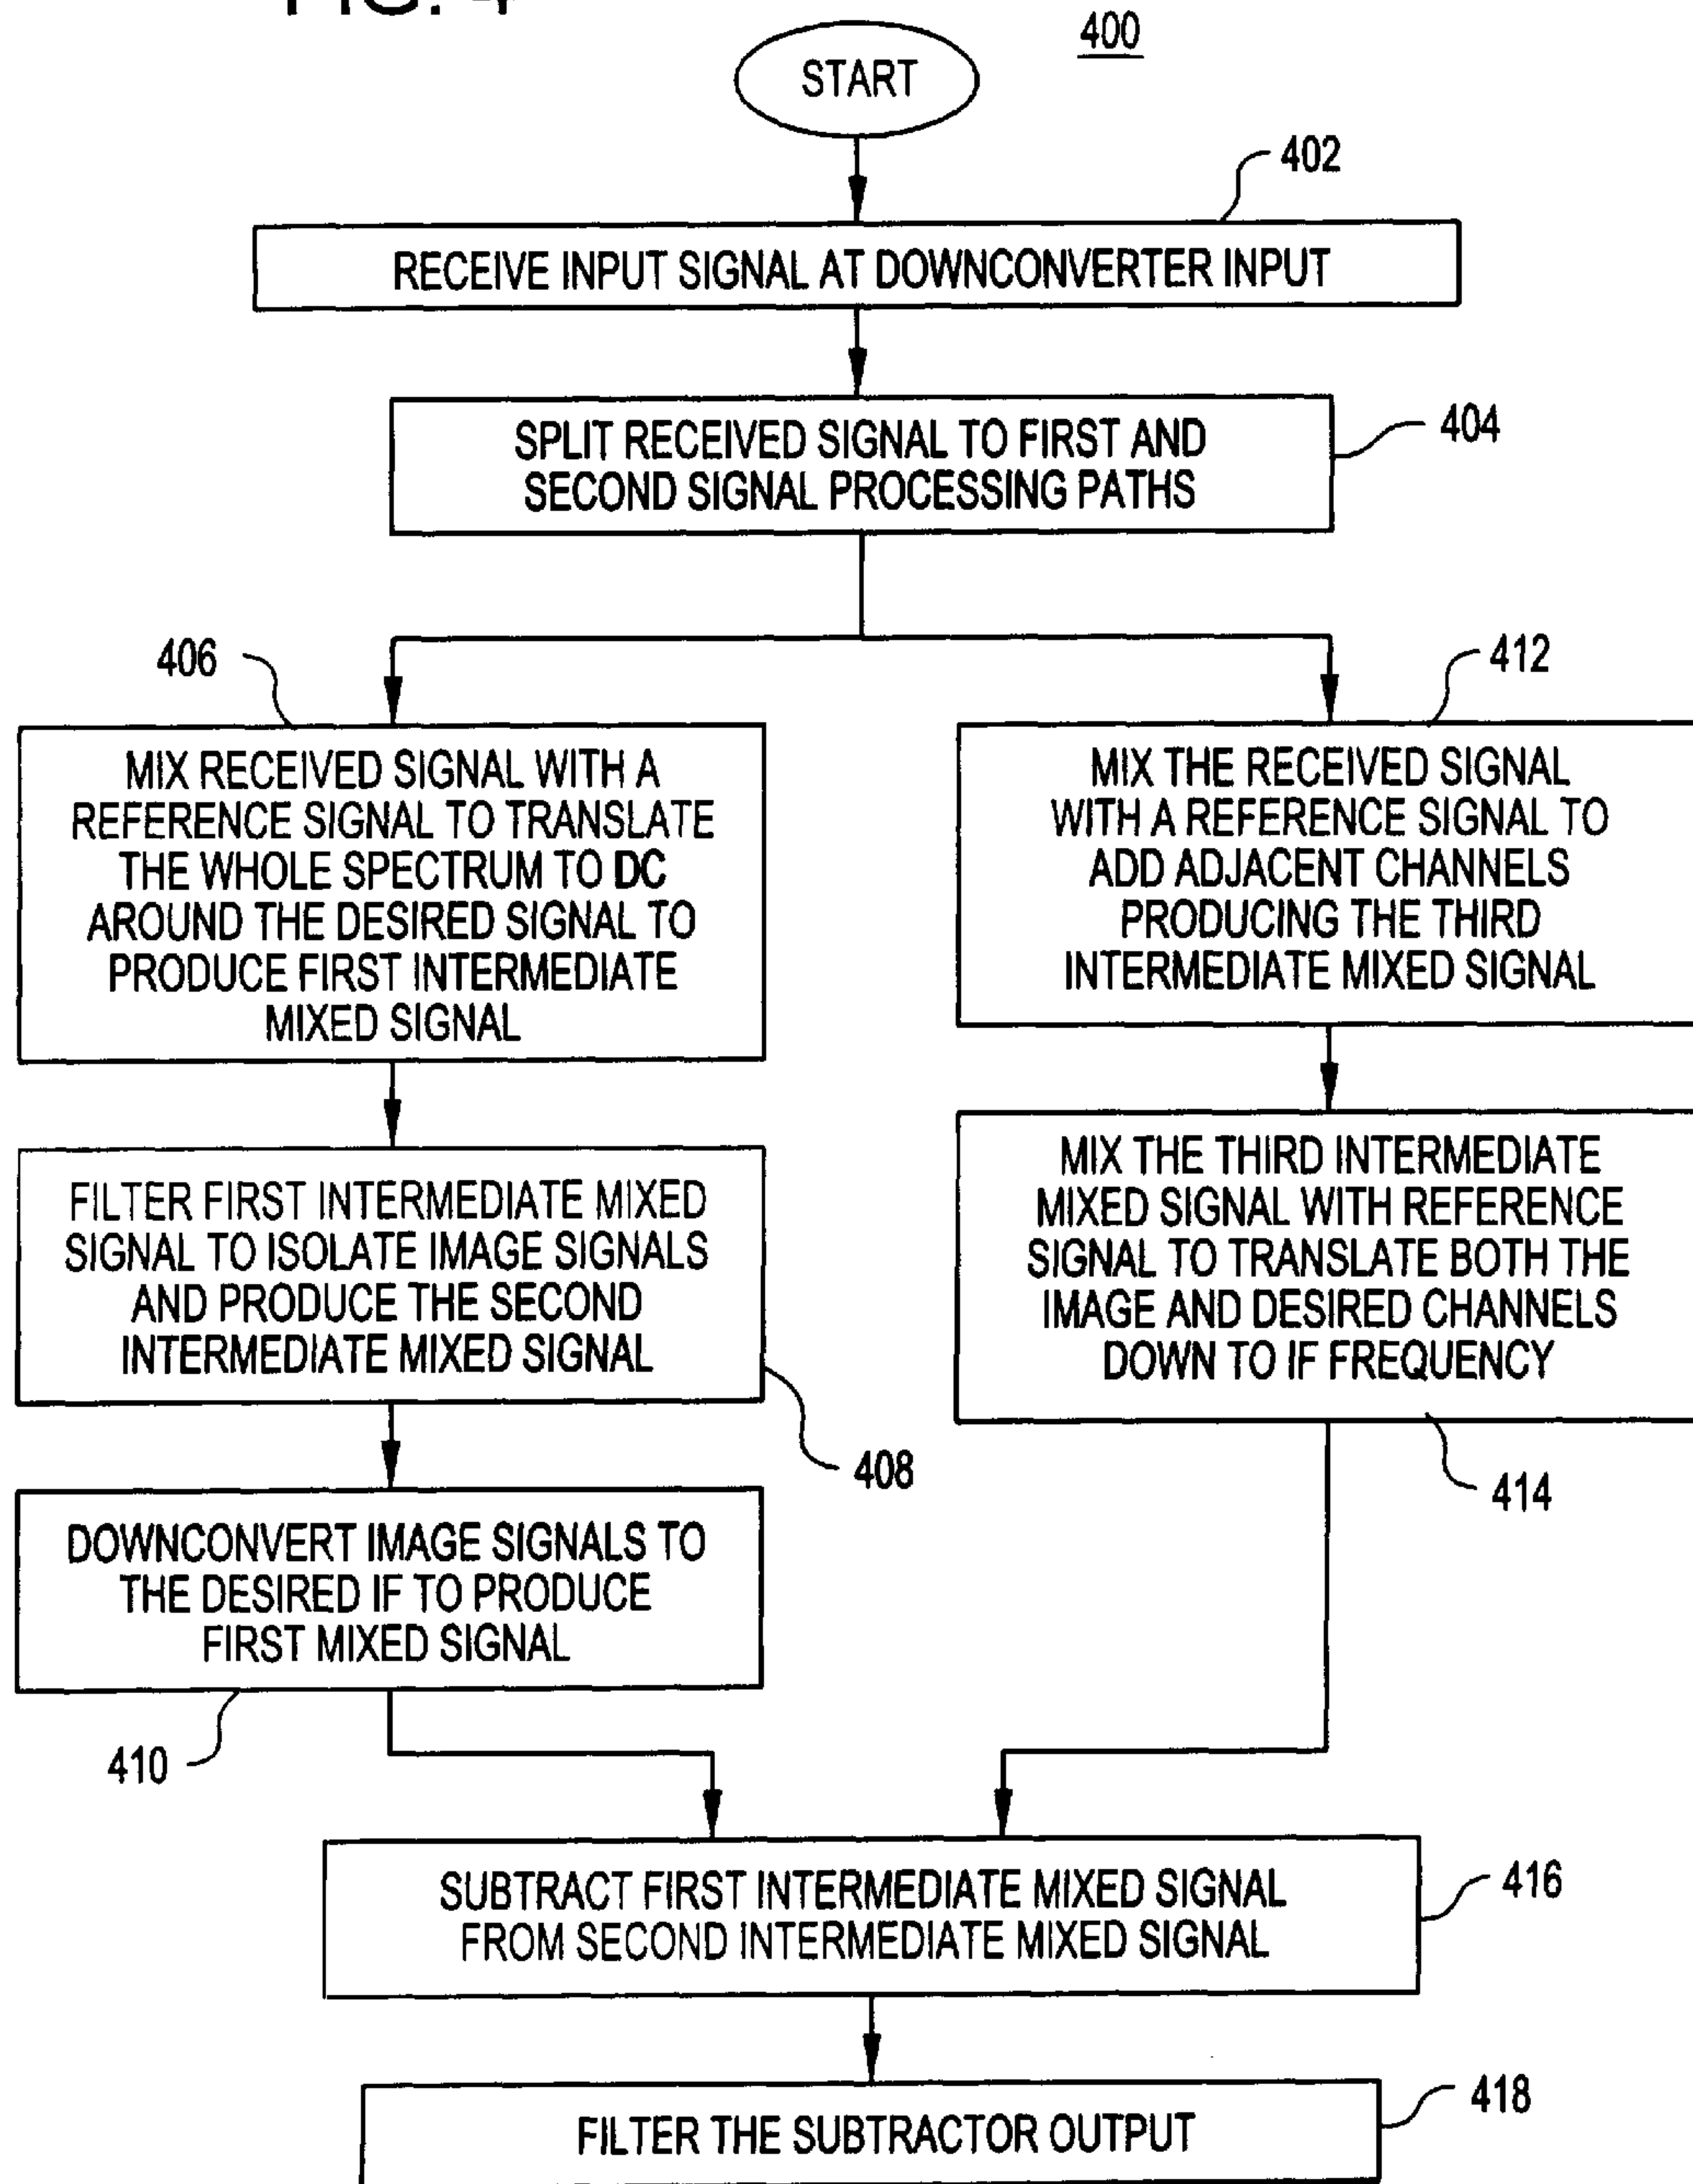 FIG. 4
400
START
402
RECEIVE INPUT SIGNAL AT DOWNCONVERTER INPUT
404
SPLIT RECEIVED SIGNAL TO FIRST AND
SECOND SIGNAL PROCESSING PATHS
406
MIX RECEIVED SIGNAL WITH A
REFERENCE SIGNAL TO TRANSLATE
THE WHOLE SPECTRUM TO DC
AROUND THE DESIRED SIGNAL TO
PRODUCE FIRST INTERMEDIATE
MIXED SIGNAL
412
MIX THE RECEIVED SIGNAL
WITH A REFERENCE SIGNAL TO
ADD ADJACENT CHANNELS
PRODUCING THE THIRD
INTERMEDIATE MIXED SIGNAL
FILTER FIRST INTERMEDIATE MIXED
SIGNAL TO ISOLATE IMAGE SIGNALS
AND PRODUCE THE SECOND
INTERMEDIATE MIXED SIGNAL
408
MIX THE THIRD INTERMEDIATE
MIXED SIGNAL WITH REFERENCE
SIGNAL TO TRANSLATE BOTH THE
IMAGE AND DESIRED CHANNELS
DOWN TO IF FREQUENCY
414
DOWNCONVERT IMAGE SIGNALS TO
THE DESIRED IF TO PRODUCE
FIRST MIXED SIGNAL
410
SUBTRACT FIRST INTERMEDIATE MIXED SIGNAL
FROM SECOND INTERMEDIATE MIXED SIGNAL
416
FILTER THE SUBTRACTOR OUTPUT
418